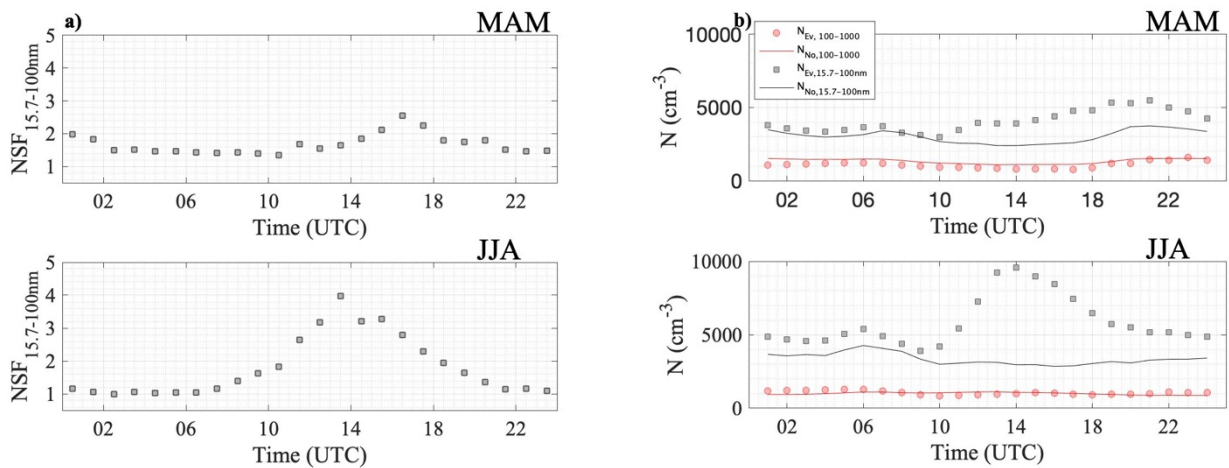 a)
MAM
NSF15.7-100nm
5
4
3
2
1
02 06 10 14 18 22
Time (UTC)
JJA
NSF15.7-100nm
5
4
3
2
1
02 06 10 14 18 22
Time (UTC)
b)
MAM
NEv, 100-1000
NNo,100-1000
NEv,15.7-100nm
NNo,15.7-100nm
N (cm-3)
10000
5000
0
02 06 10 14 18 22
Time (UTC)
JJA
N (cm-3)
10000
5000
0
02 06 10 14 18 22
Time (UTC)